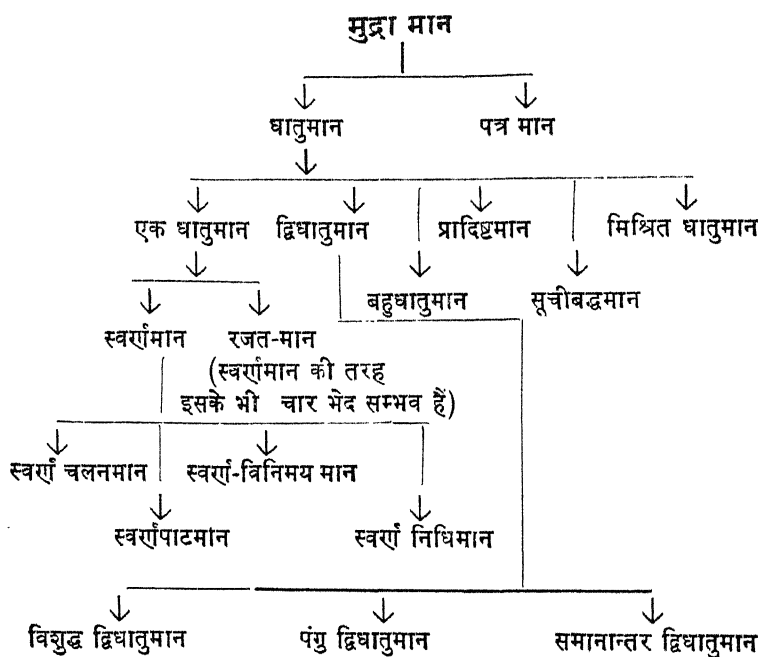 मुद्रा मान
धातुमान पत्र मान
एक धातुमान द्विधातुमान प्रादिष्टमान मिश्रित धातुमान
बहुधातुमान सूचीबद्धमान
स्वर्णमान रजत-मान
(स्वर्णमान की तरह
इसके भी चार भेद सम्भव हैं)
स्वर्ण चलनमान स्वर्ण-विनिमय मान
स्वर्णपाटमान स्वर्ण निधिमान
विशुद्ध द्विधातुमान पंगु द्विधातुमान समानान्तर द्विधातुमान